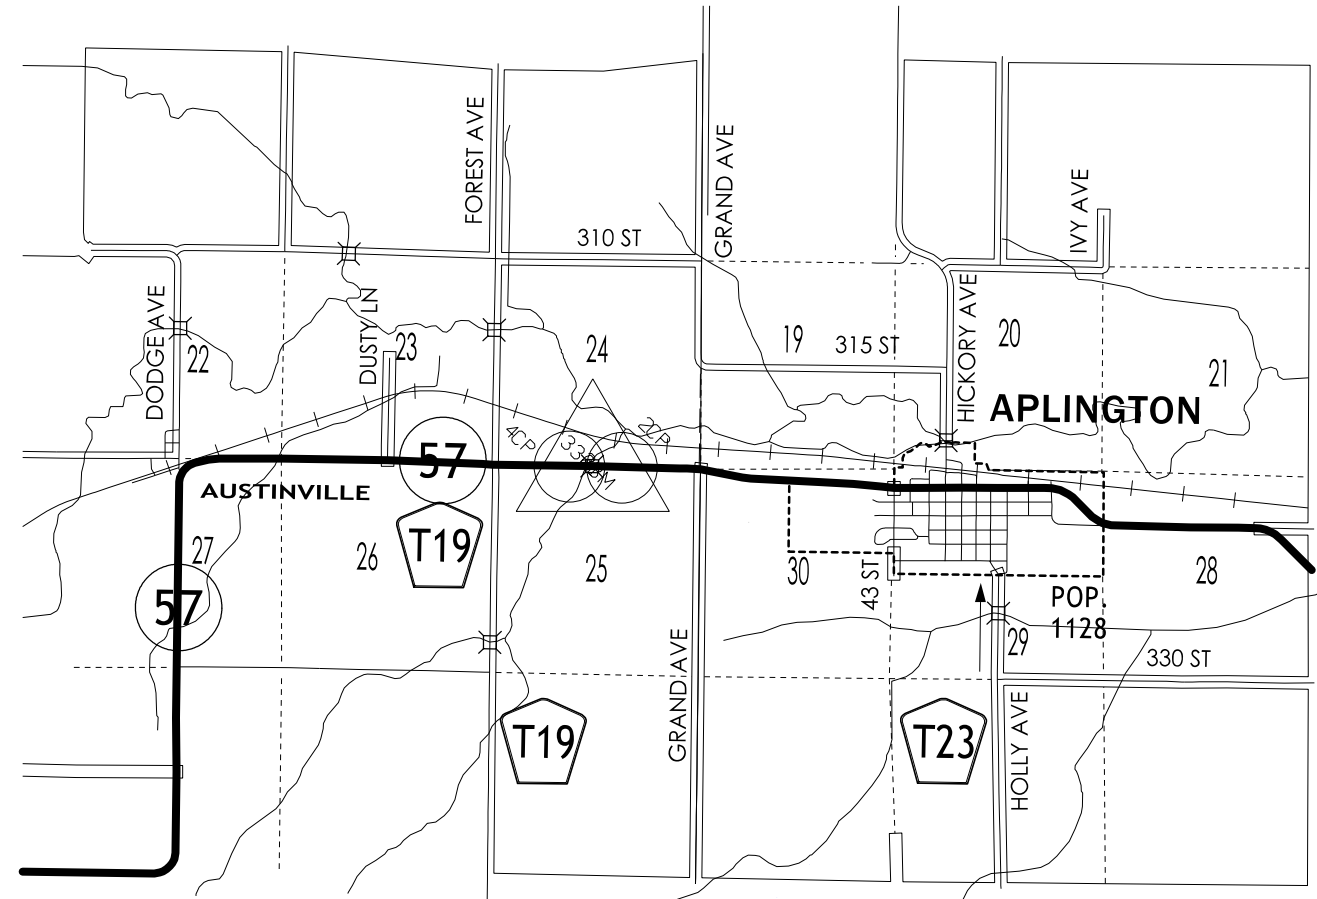 FOREST AVE
GRAND AVE
IVY AVE
310 ST
DODGE AVE
DUSTY LN
HICKORY AVE
22
23
24
19
315 ST
20
21
APLINGTON
4CP
2CP
57
AUSTINVILLE
T19
27
26
25
30
43 ST
28
57
POP.
1128
29
330 ST
GRAND AVE
HOLLY AVE
T19
T23